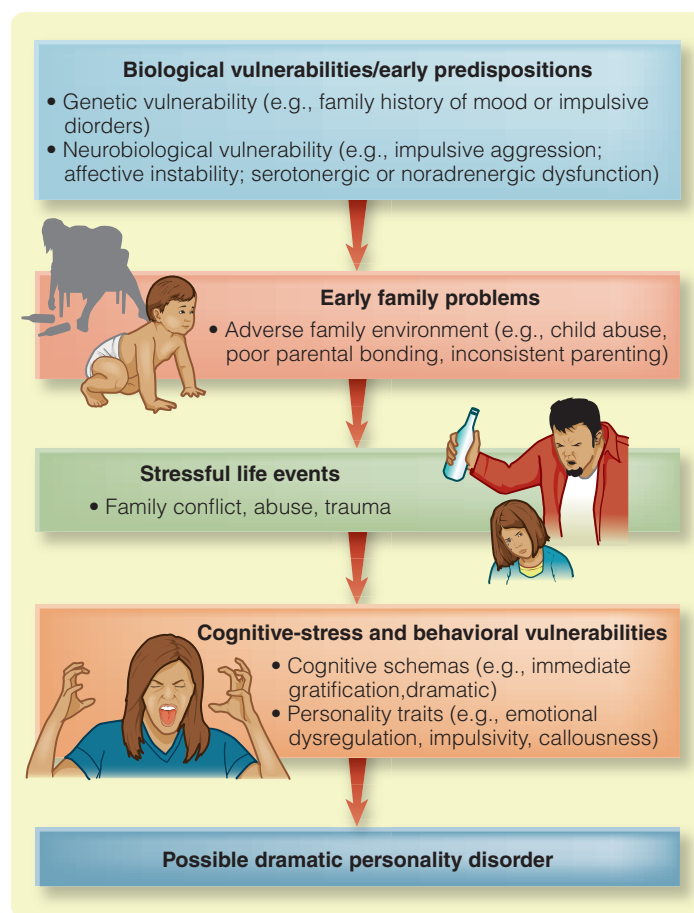 Biological vulnerabilities/early predispositions
• Genetic vulnerability (e.g., family history of mood or impulsive
diorders)
• Neurobiological vulnerability (e.g., impulsive aggression;
affective instability; serotonergic or noradrenergic dysfunction)
Early family problems
• Adverse family environment (e.g., child abuse,
poor parental bonding, inconsistent parenting)
Stressful life events
• Family conflict, abuse, trauma
Cognitive-stress and behavioral vulnerabilities
• Cognitive schemas (e.g., immediate
gratification,dramatic)
• Personality traits (e.g., emotional
dysregulation, impulsivity, callousness)
Possible dramatic personality disorder